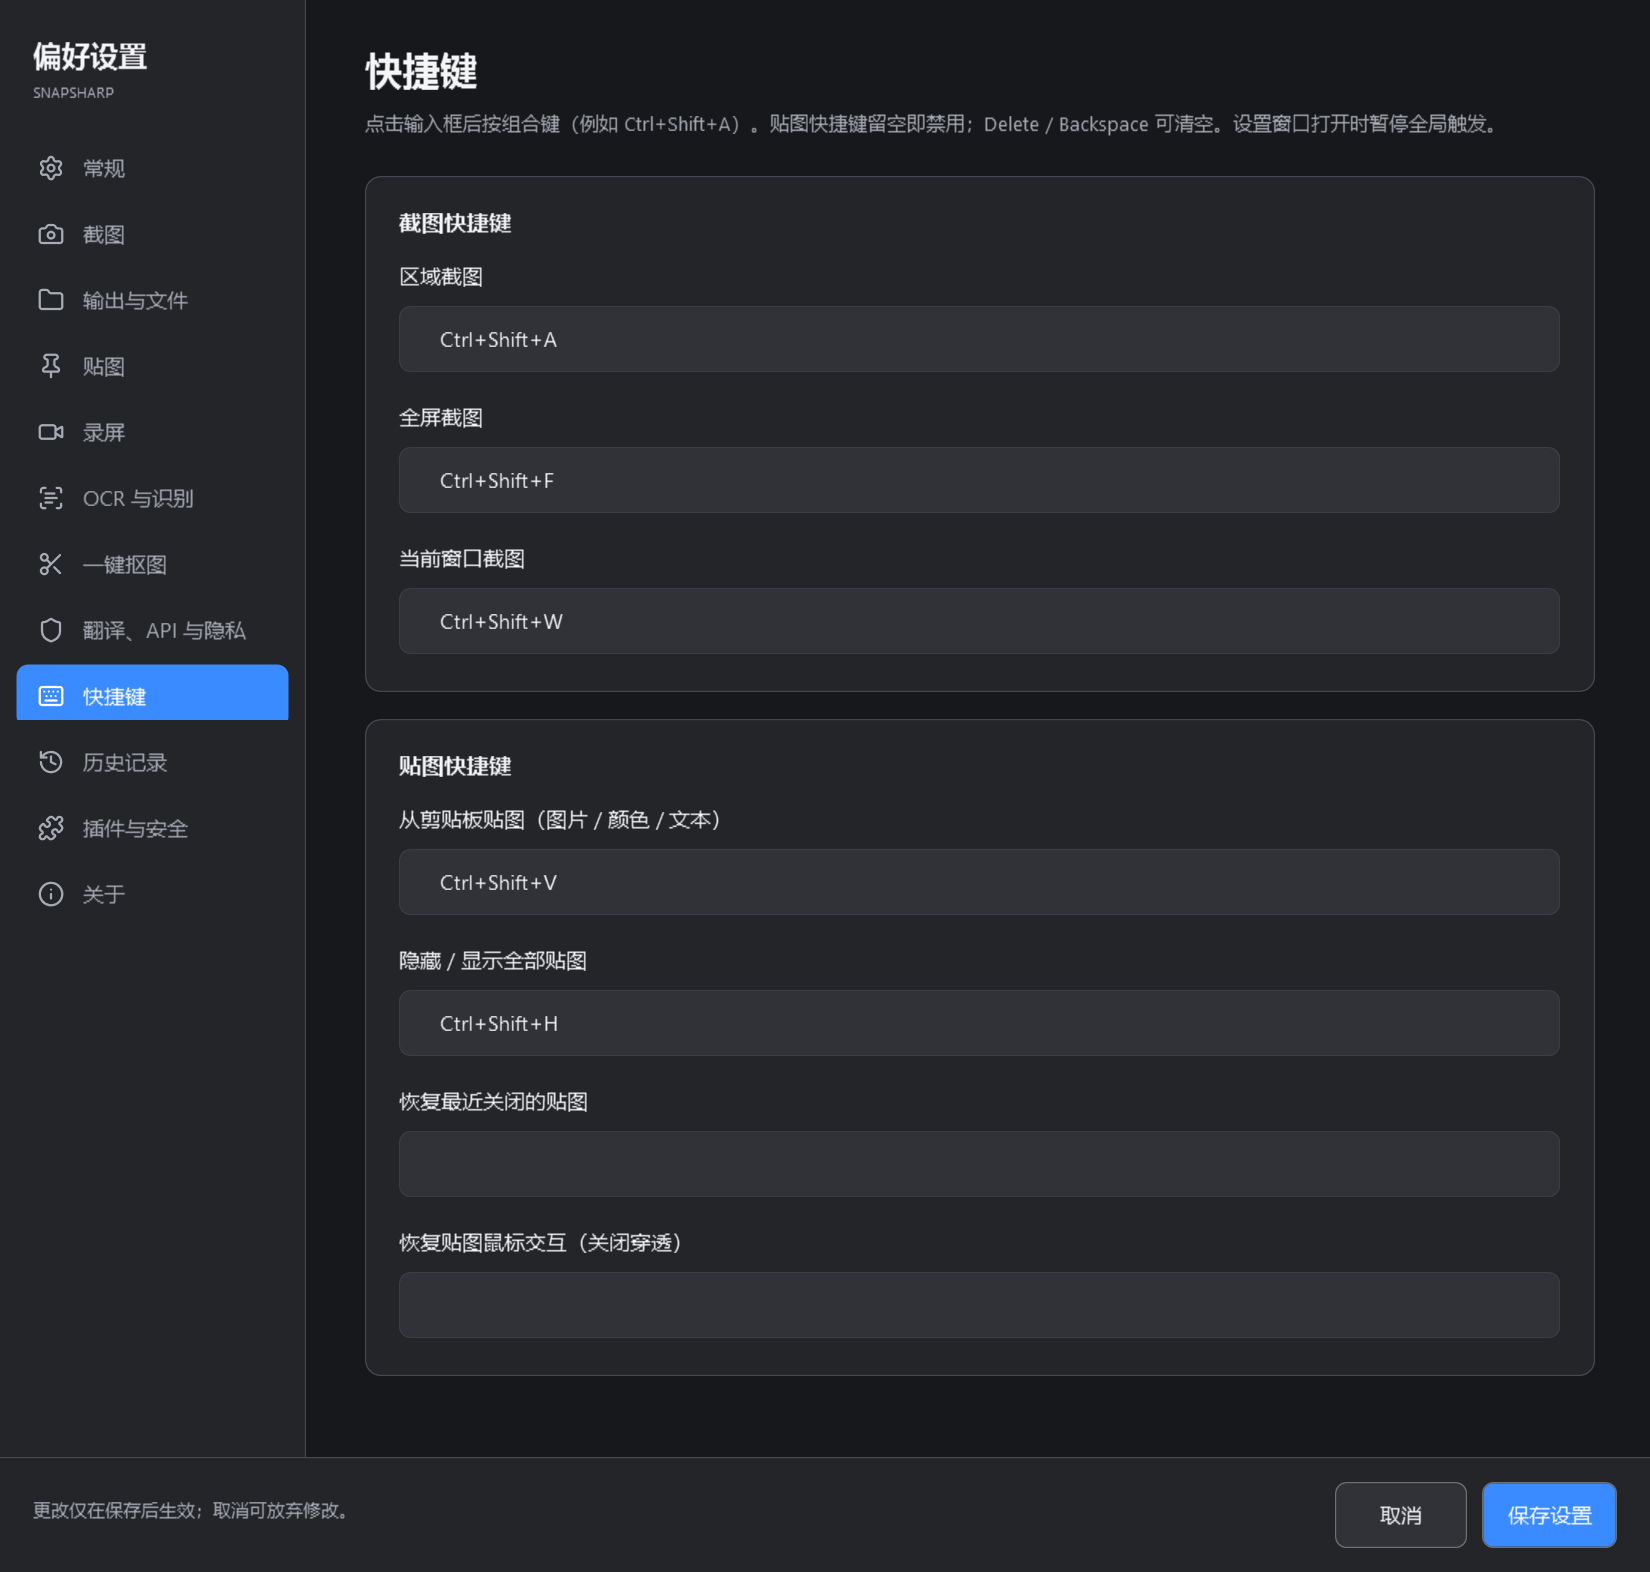 偏好设置
SNAPSHARP
常规
截图
输出与文件
贴图
录屏
OCR 与识别
一键抠图
翻译、API 与隐私
快捷键
历史记录
插件与安全
关于
快捷键
点击输入框后按组合键（例如 Ctrl+Shift+A）。贴图快捷键留空即禁用；Delete / Backspace 可清空。设置窗口打开时暂停全局触发。
截图快捷键
区域截图
Ctrl+Shift+A
全屏截图
Ctrl+Shift+F
当前窗口截图
Ctrl+Shift+W
贴图快捷键
从剪贴板贴图（图片 / 颜色 / 文本）
Ctrl+Shift+V
隐藏 / 显示全部贴图
Ctrl+Shift+H
恢复最近关闭的贴图
恢复贴图鼠标交互（关闭穿透）
更改仅在保存后生效；取消可放弃修改。
取消
保存设置